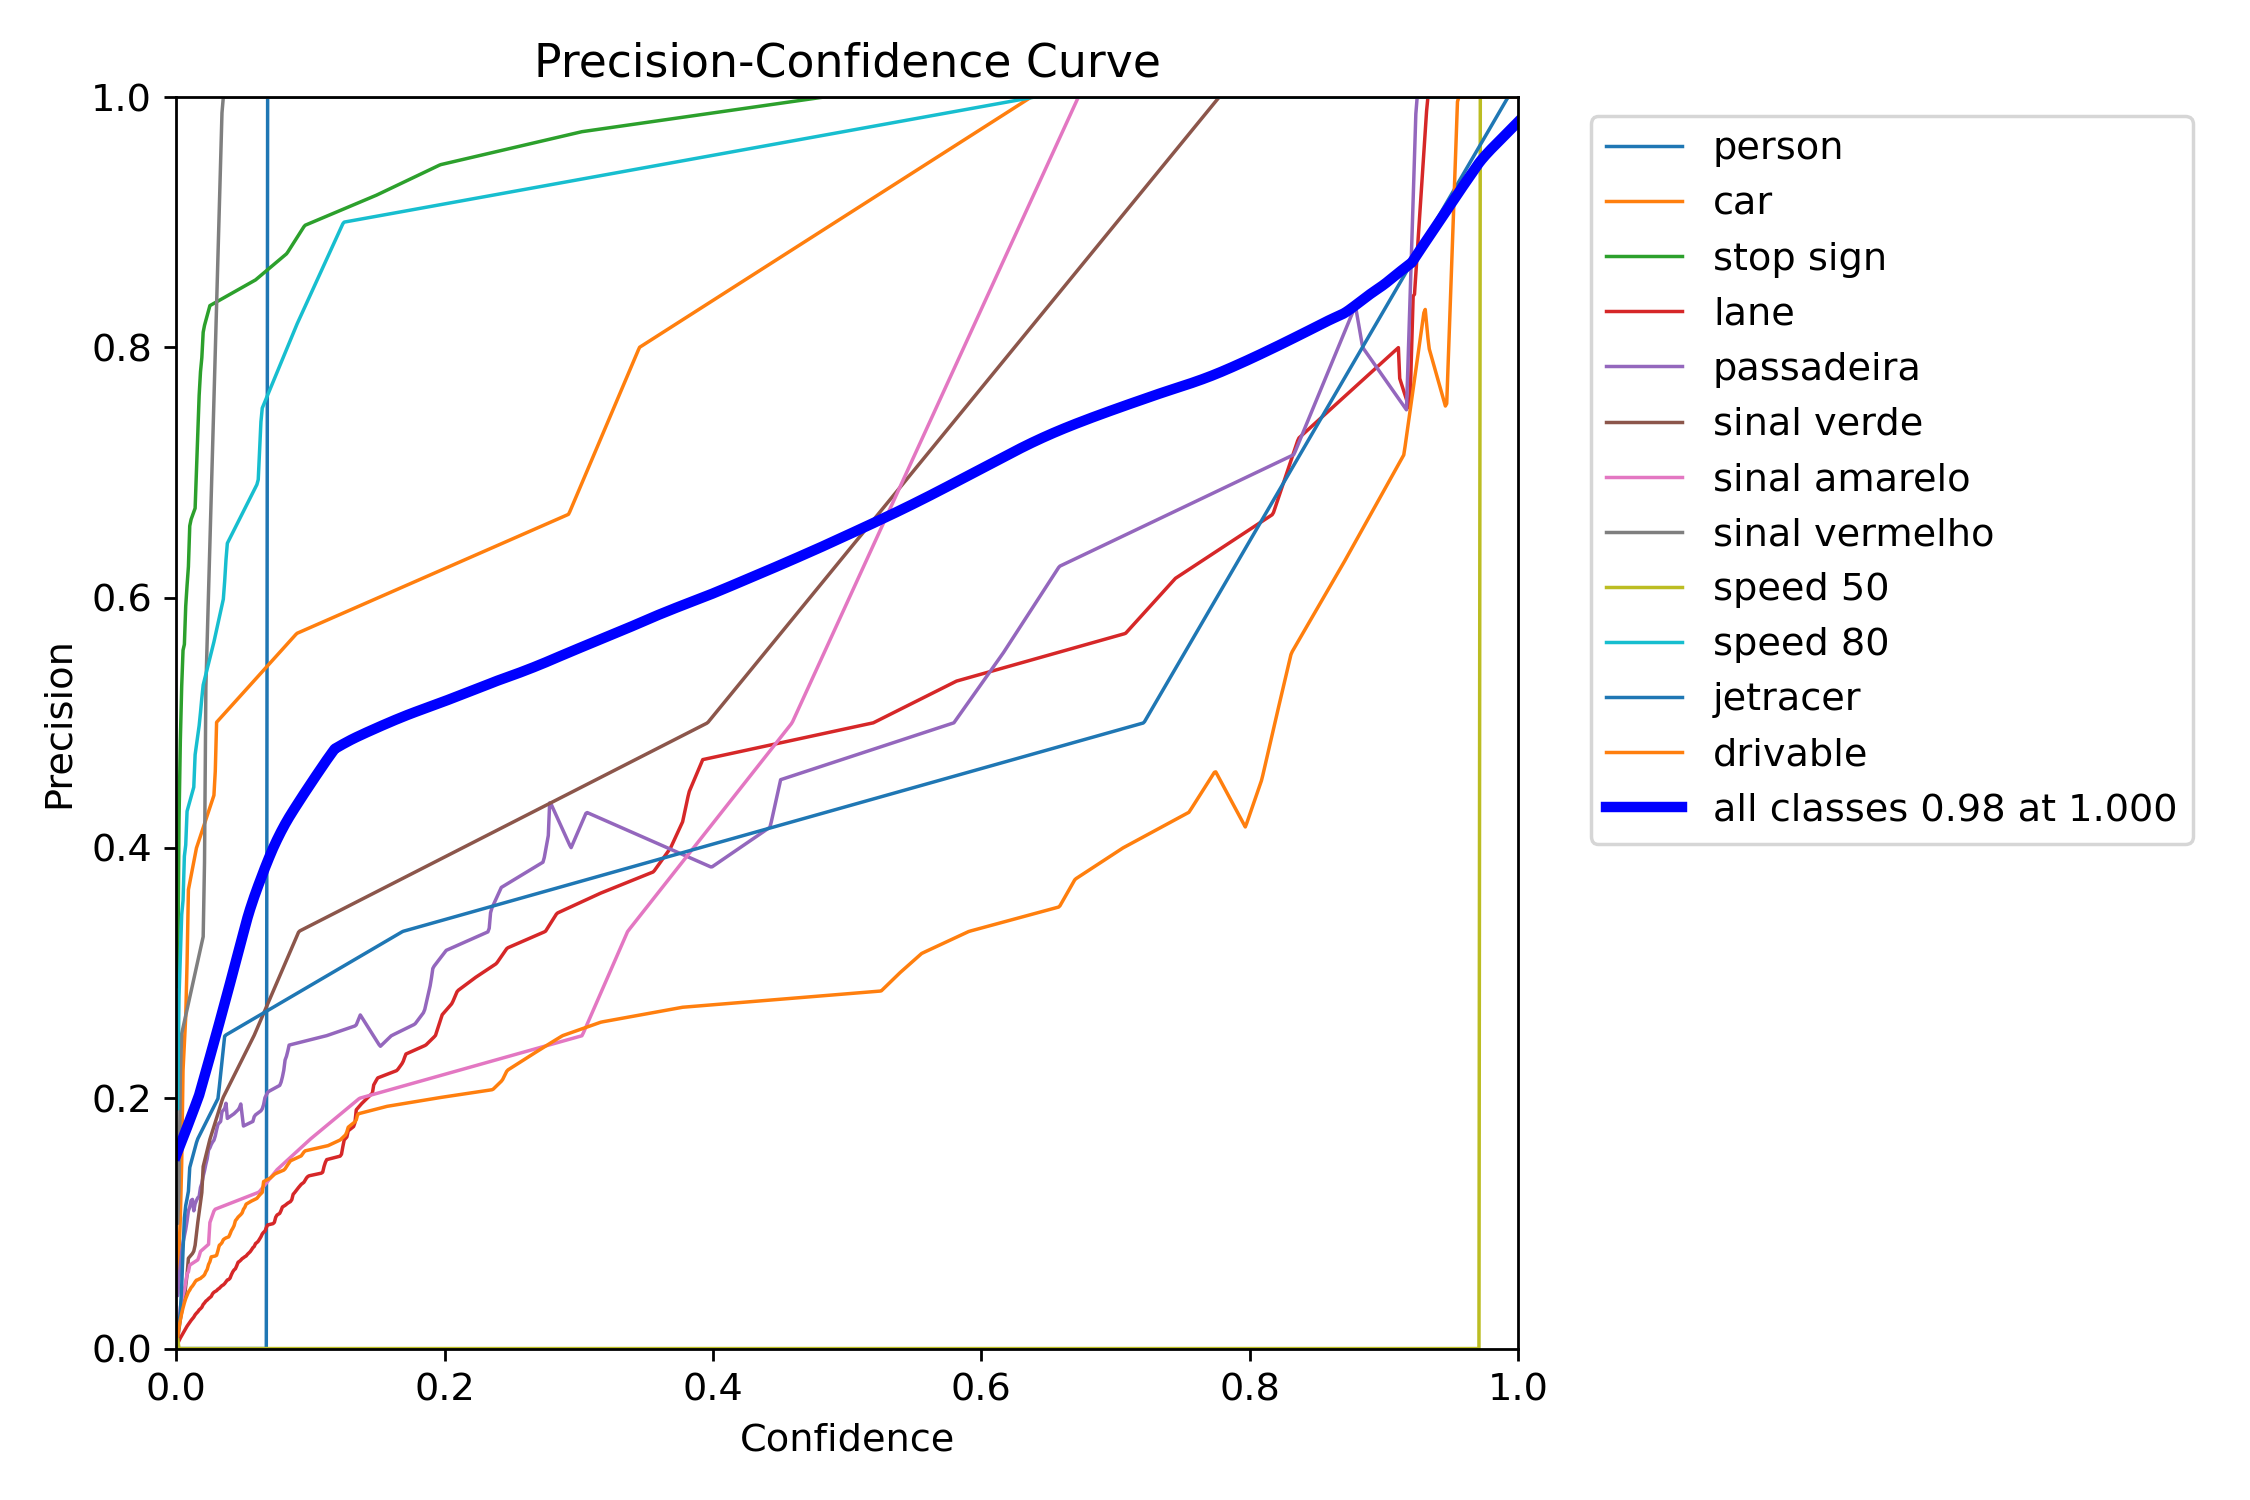 Precision-Confidence Curve
1.0
0.8
0.6
0.4
0.2
0.0
Precision
0.0 0.2 0.4 0.6 0.8 1.0
Confidence
person
car
stop sign
lane
passadeira
sinal verde
sinal amarelo
sinal vermelho
speed 50
speed 80
jetracer
drivable
all classes 0.98 at 1.000